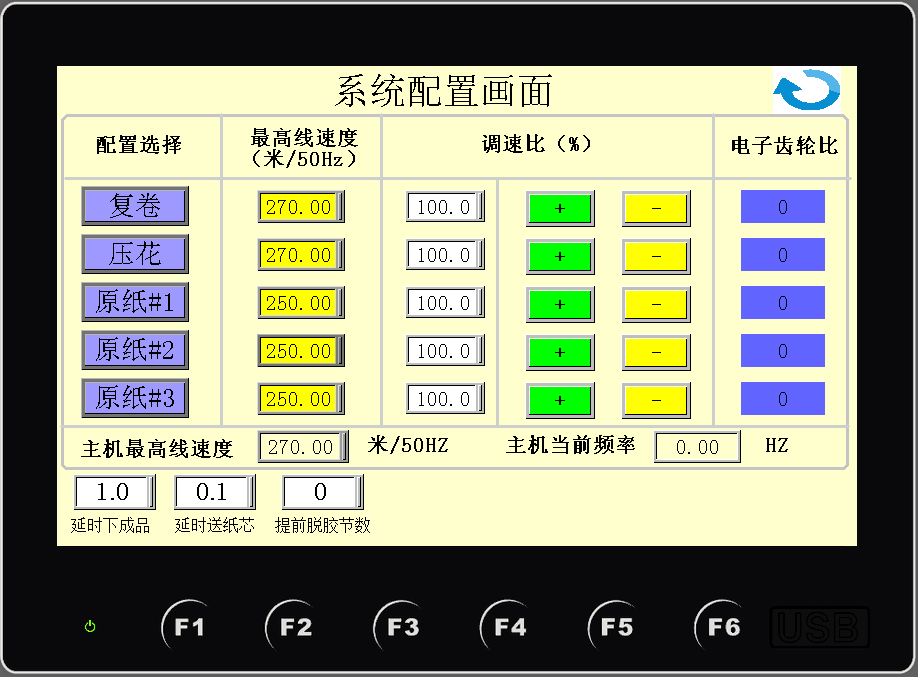 系统配置画面
配置选择 最高线速度 调速比(%) 电子齿轮比
(米/50Hz)
复卷 270.00 100.0 + - 0
压花 270.00 100.0 + - 0
原纸#1 250.00 100.0 + - 0
原纸#2 250.00 100.0 + - 0
原纸#3 250.00 100.0 + - 0
主机最高线速度 270.00 米/50HZ 主机当前频率 0.00 HZ
1.0 0.1 0
延时下成品 延时送纸芯 提前脱胶节数
F1 F2 F3 F4 F5 F6 USB